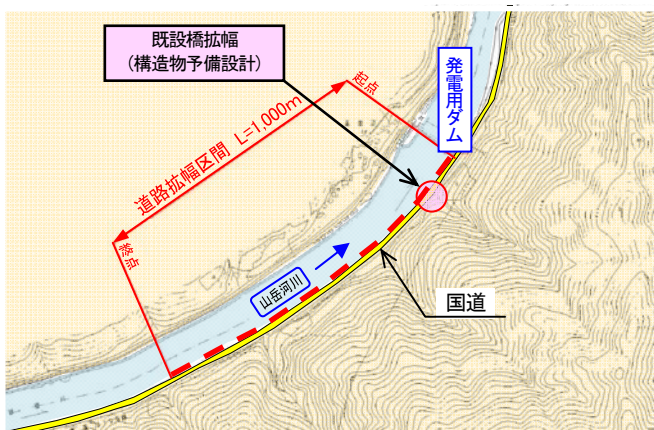 既設橋拡幅
(構造物予備設計)
発電用ダム
起点
道路拡幅区間 L=1,000m
終点
山岳河川
国道